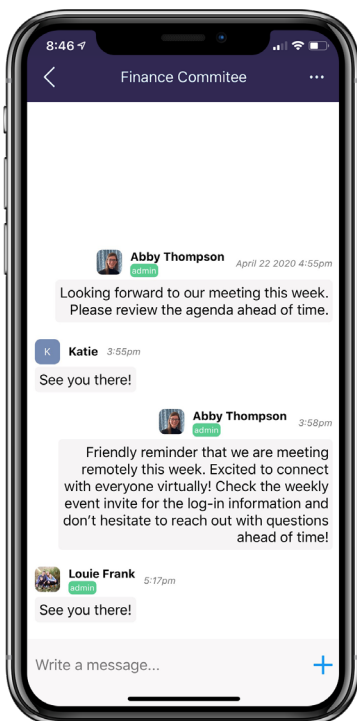 8:46
Finance Commitee
Abby Thompson
admin
April 22 2020 4:55pm
Looking forward to our meeting this week.
Please review the agenda ahead of time.
K
Katie 3:55pm
See you there!
Abby Thompson
admin
3:58pm
Friendly reminder that we are meeting
remotely this week. Excited to connect
with everyone virtually! Check the weekly
event invite for the log-in information and
don't hesitate to reach out with questions
ahead of time!
Louie Frank
admin
5:17pm
See you there!
Write a message...